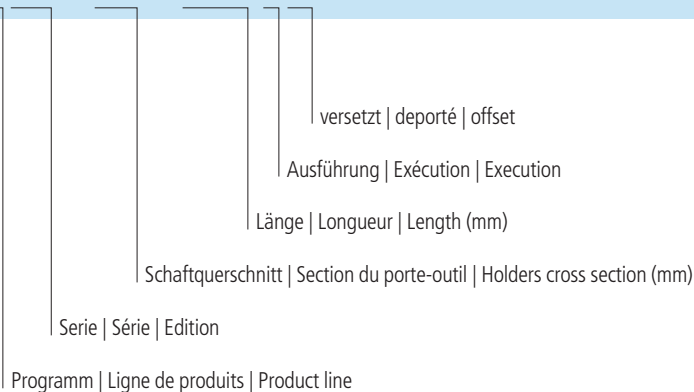 versetzt | deporté | offset
Ausführung | Exécution | Execution
Länge | Longueur | Length (mm)
Schaftquerschnitt | Section du porte-outil | Holders cross section (mm)
Serie | Série | Edition
Programm | Ligne de produits | Product line